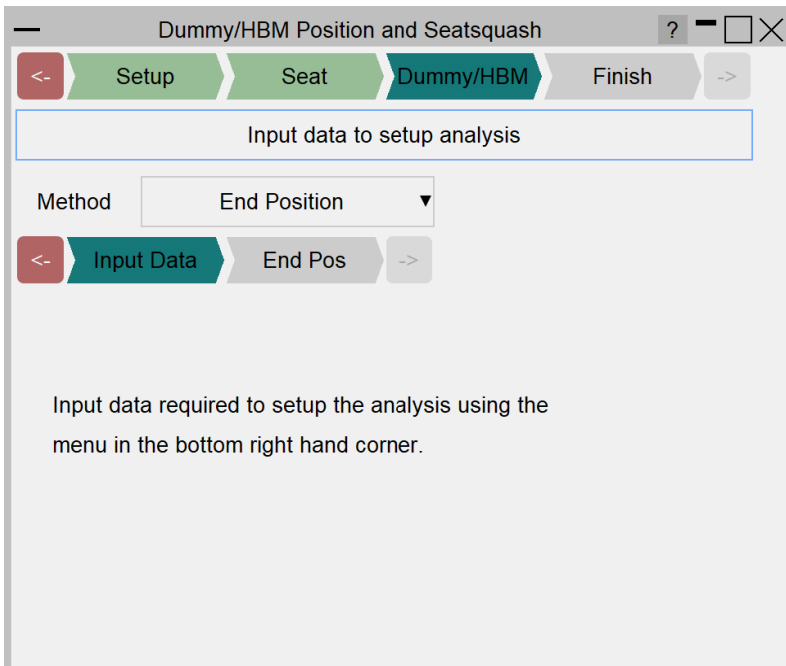 Dummy/HBM Position and Seatsquash ?
<- Setup Seat Dummy/HBM Finish ->
Input data to setup analysis
Method End Position ▼
<- Input Data End Pos ->
Input data required to setup the analysis using the
menu in the bottom right hand corner.